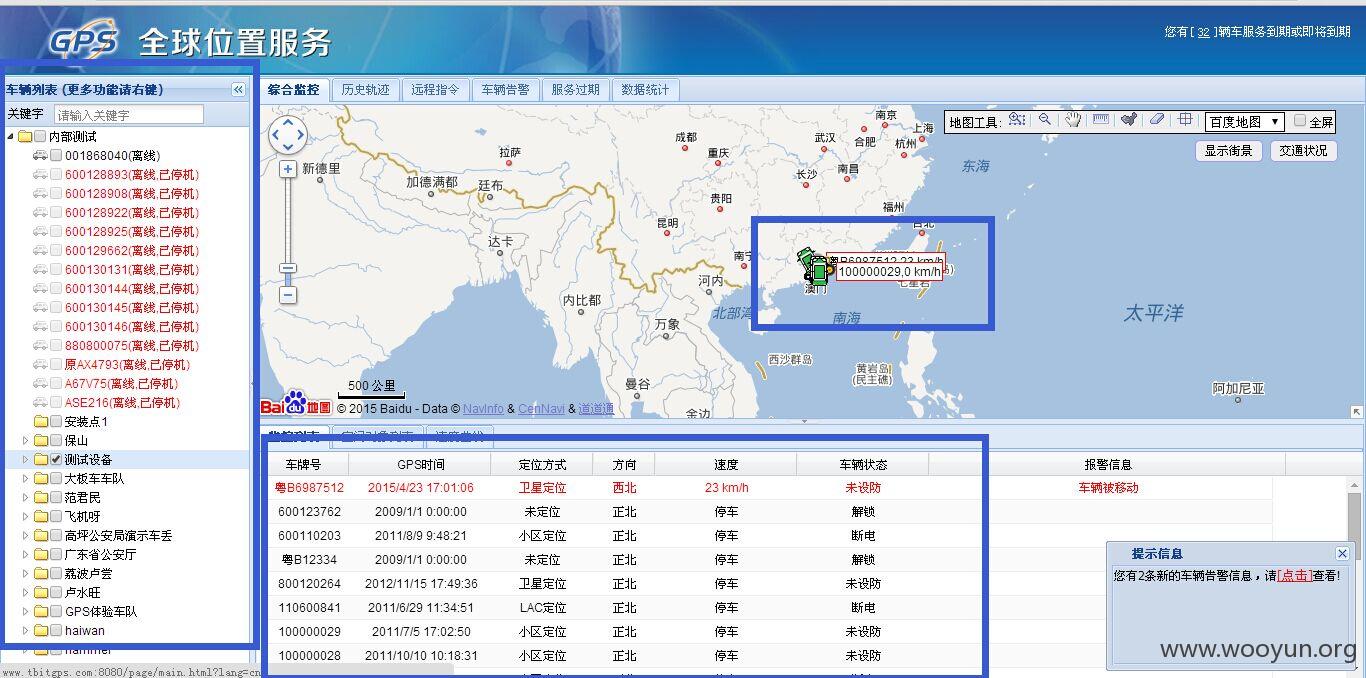 GPS 全球位置服务
您有[ 32 ]辆车服务到期或即将到期
车辆列表 (更多功能请右键)
关键字 请输入关键字
内部测试
001868040(离线)
600128893(离线,已停机)
600128908(离线,已停机)
600128922(离线,已停机)
600128925(离线,已停机)
600129662(离线,已停机)
600130131(离线,已停机)
600130144(离线,已停机)
600130145(离线,已停机)
600130146(离线,已停机)
880800075(离线,已停机)
原AX4793(离线,已停机)
A67V75(离线,已停机)
ASE216(离线,已停机)
安装点1
保山
测试设备
大板车车队
范君民
飞机呀
高坪公安局演示车丢
广东省公安厅
荔波卢尝
卢水旺
GPS体验车队
haiwan
hammer
www.tbitgps.com:8080/page/main.html?lang=cn
综合监控 历史轨迹 远程指令 车辆告警 服务过期 数据统计
地图工具: 百度地图 全屏
显示街景 交通状况
南京
上海
成都
武汉
合肥
杭州
拉萨
重庆
东海
新德里
长沙
南昌
加德满都
廷布
贵阳
福州
昆明
台北
达卡
南宁
粤B6987512,23 km/h
100000029,0 km/h
澳门
七星岩
河内
内比都
北部湾
南海
万象
太平洋
西沙群岛
黄岩岛
(民主礁)
曼谷
阿加尼亚
金边
500 公里
Bai du 地图 © 2015 Baidu - Data © NavInfo & CenNavi & 道道通
车牌号 GPS时间 定位方式 方向 速度 车辆状态 报警信息
粤B6987512 2015/4/23 17:01:06 卫星定位 西北 23 km/h 未设防 车辆被移动
600123762 2009/1/1 0:00:00 未定位 正北 停车 解锁
600110203 2011/8/9 9:48:21 小区定位 正北 停车 断电
粤B12334 2009/1/1 0:00:00 未定位 正北 停车 解锁
800120264 2012/11/15 17:49:36 卫星定位 正北 停车 未设防
110600841 2011/6/29 11:34:51 LAC定位 正北 停车 断电
100000029 2011/7/5 17:02:50 小区定位 正北 停车 未设防
100000028 2011/10/10 10:18:31 小区定位 正北 停车 未设防
提示信息
您有2条新的车辆告警信息，请[点击]查看!
www.wooyun.org